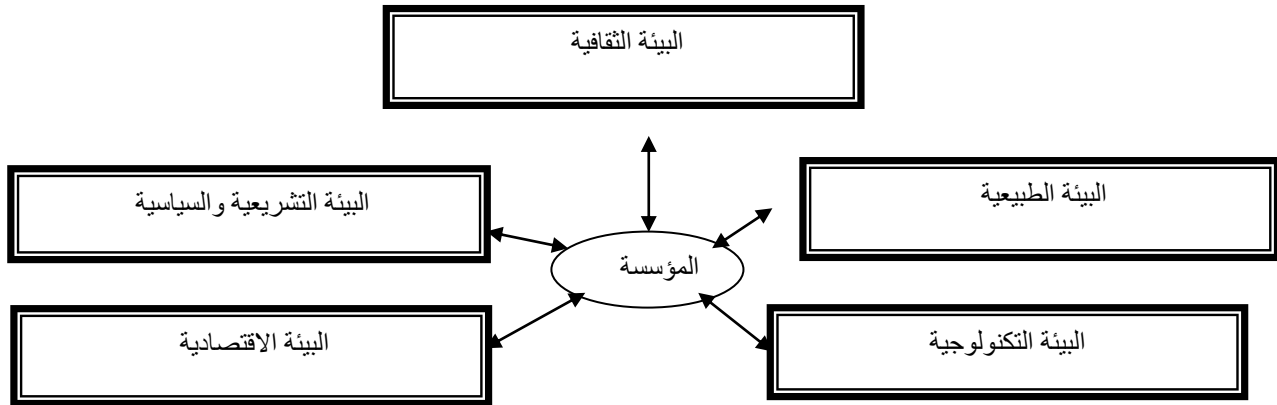 البيئة الثقافية
البيئة الطبيعية
البيئة التشريعية والسياسية
المؤسسة
البيئة التكنولوجية
البيئة الاقتصادية